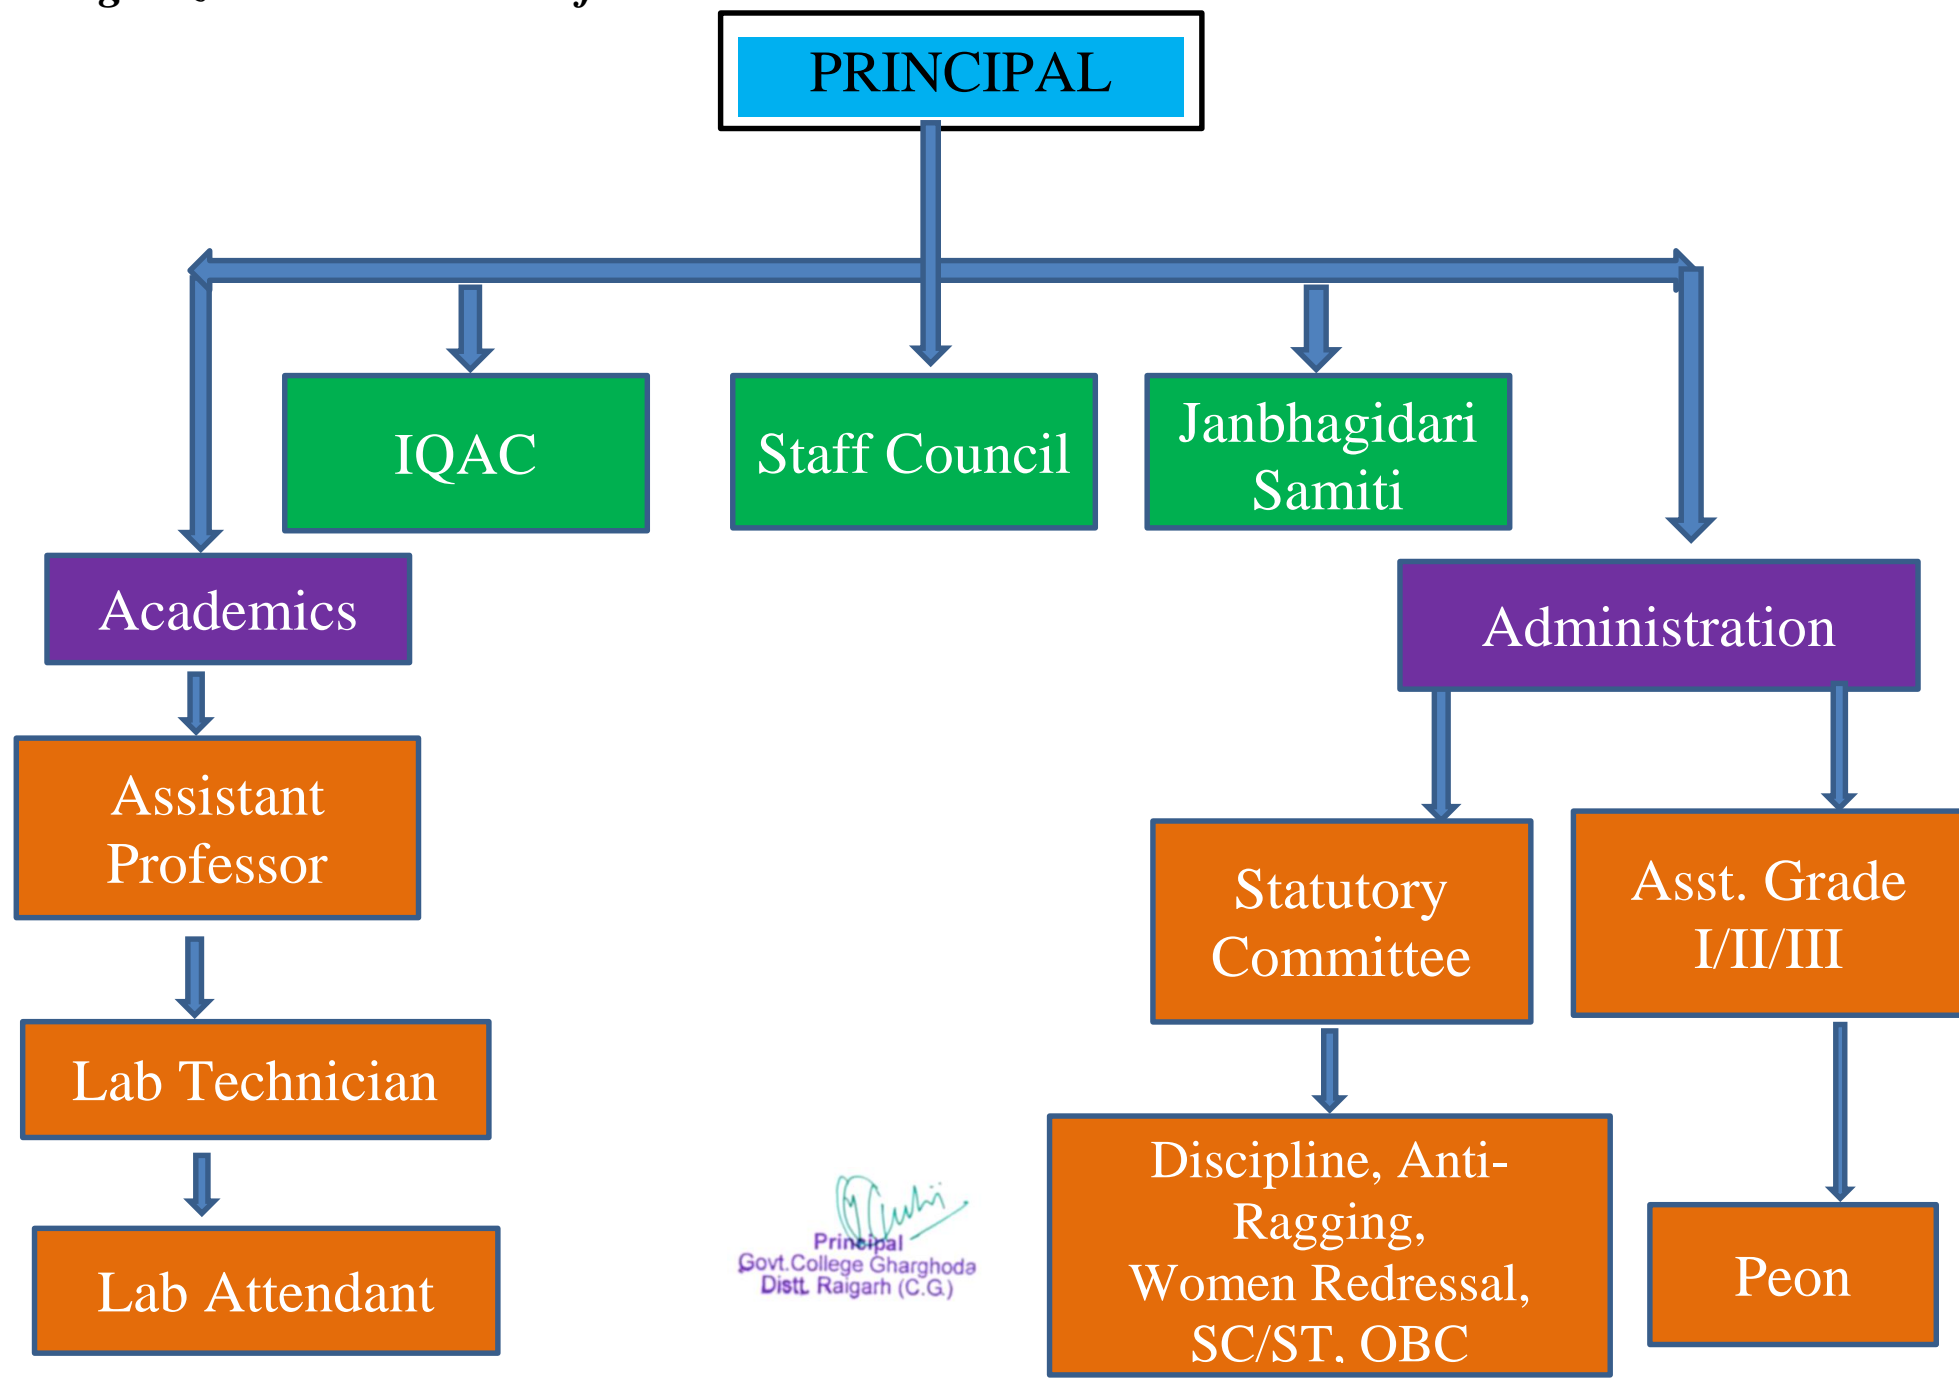 PRINCIPAL
IQAC
Staff Council
Janbhagidari
Samiti
Academics
Administration
Assistant
Professor
Statutory
Committee
Asst. Grade
I/II/III
Lab Technician
Discipline, Anti-
Ragging,
Women Redressal,
SC/ST, OBC
Lab Attendant
Peon
Principal
Govt.College Gharghoda
Distt. Raigarh (C.G.)